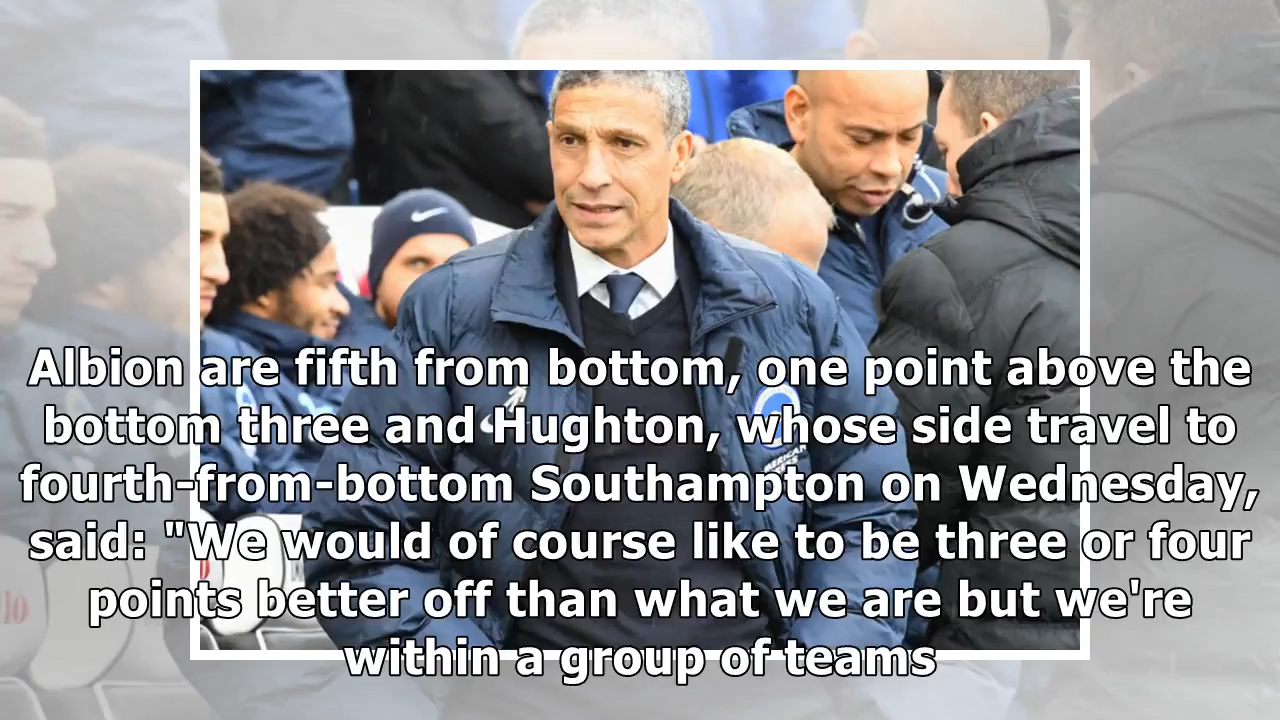 Albion are fifth from bottom, one point above the
bottom three and Hughton, whose side travel to
fourth-from-bottom Southampton on Wednesday,
said: "We would of course like to be three or four
points better off than what we are but we're
within a group of teams